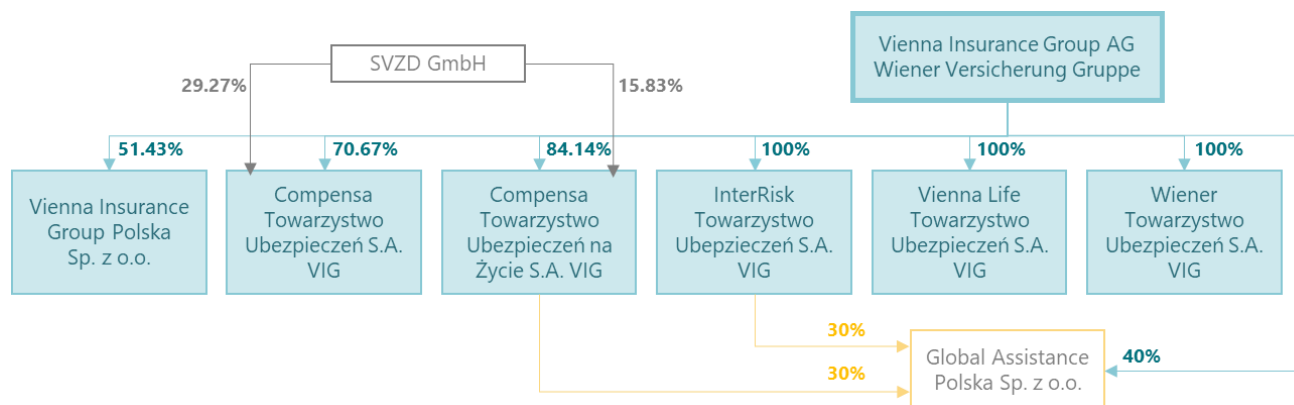 Vienna Insurance Group AG
Wiener Versicherung Gruppe
SVZD GmbH
29.27%
15.83%
51.43%
70.67%
84.14%
100%
100%
100%
Vienna Insurance
Group Polska
Sp. z o.o.
Compensa
Towarzystwo
Ubezpieczeń S.A.
VIG
Compensa
Towarzystwo
Ubezpieczeń na
Życie S.A. VIG
InterRisk
Towarzystwo
Ubepzieczeń S.A.
VIG
Vienna Life
Towarzystwo
Ubezpieczeń S.A.
VIG
Wiener
Towarzystwo
Ubezpieczeń S.A.
VIG
30%
30%
Global Assistance
Polska Sp. z o.o.
40%